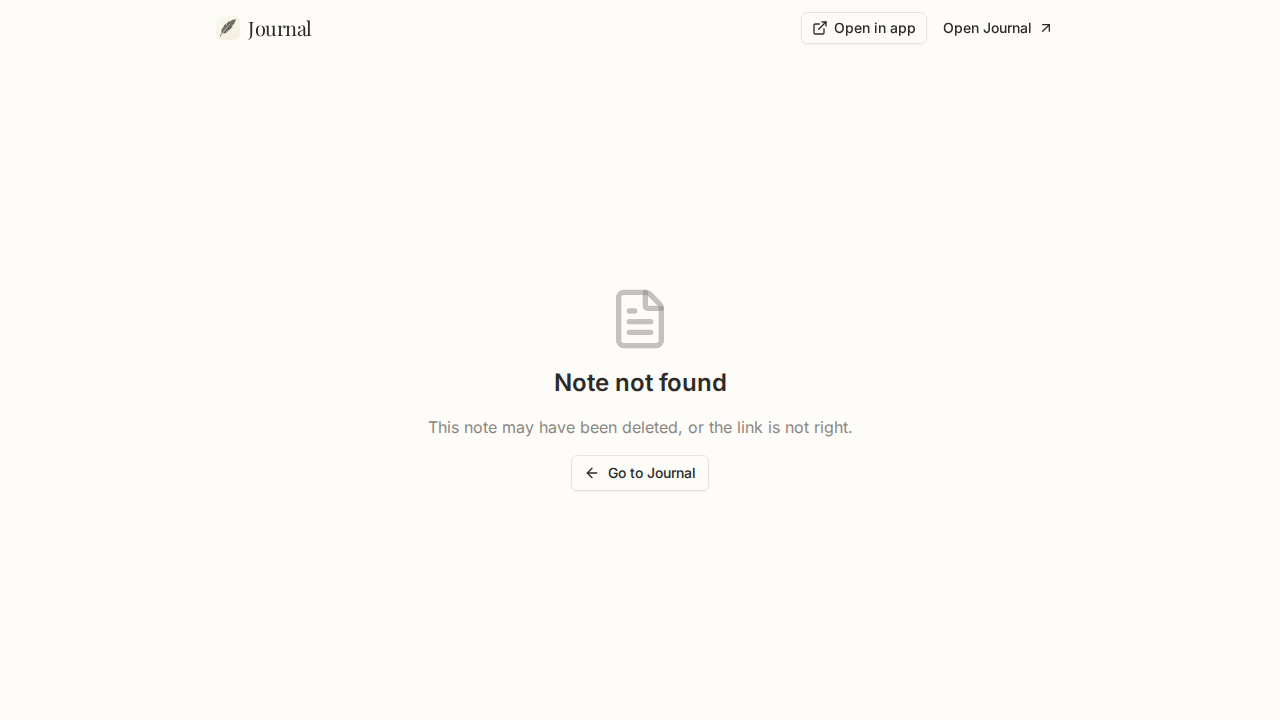 Journal
Open in app
Open Journal
Note not found
This note may have been deleted, or the link is not right.
Go to Journal